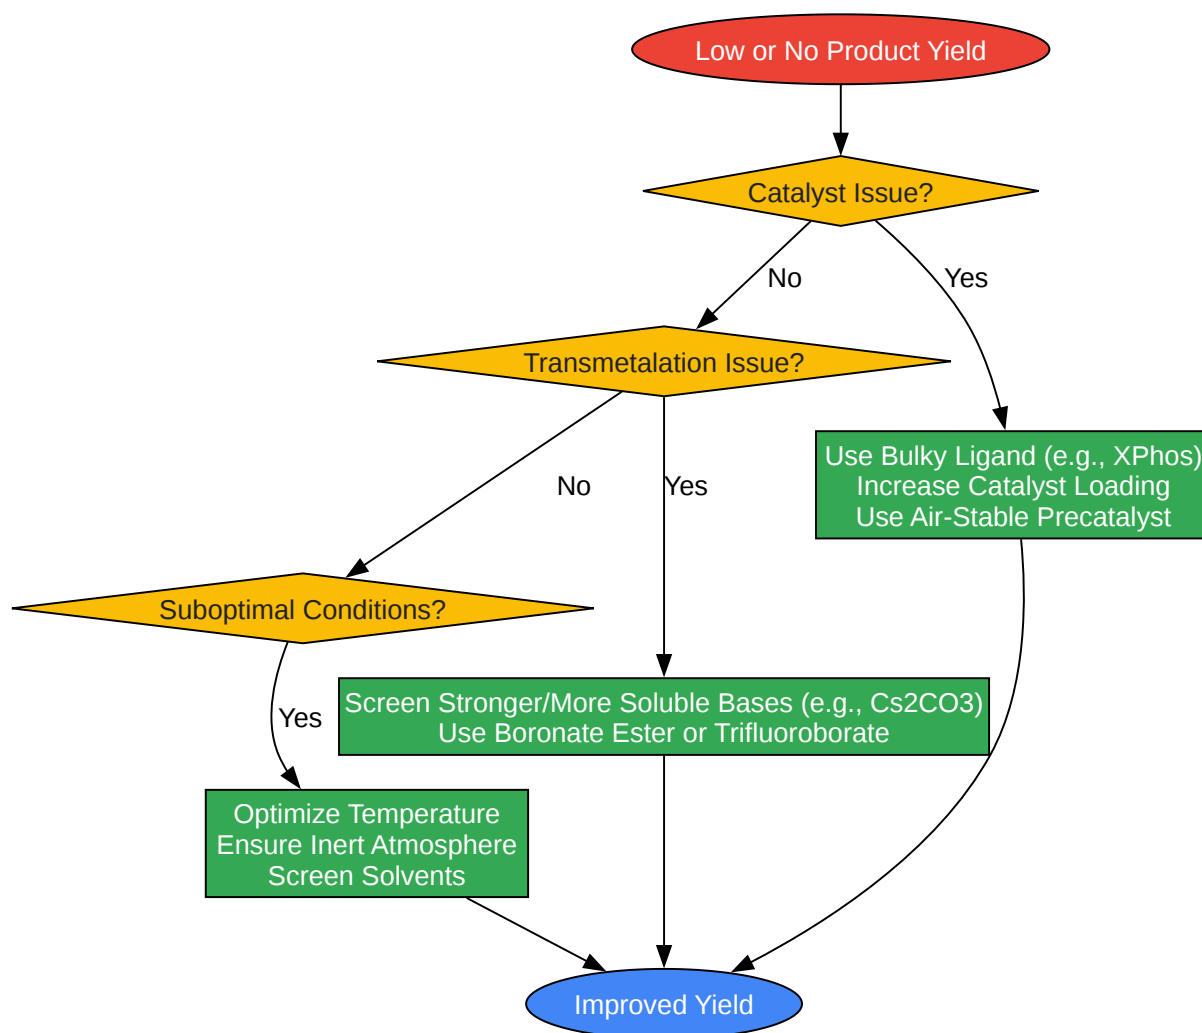 Low or No Product Yield
Catalyst Issue?
No
Yes
Transmetalation Issue?
Use Bulky Ligand (e.g., XPhos)
Increase Catalyst Loading
Use Air-Stable Precatalyst
No
Yes
Suboptimal Conditions?
Yes
Screen Stronger/More Soluble Bases (e.g., Cs2CO3)
Use Boronate Ester or Trifluoroborate
Optimize Temperature
Ensure Inert Atmosphere
Screen Solvents
Improved Yield